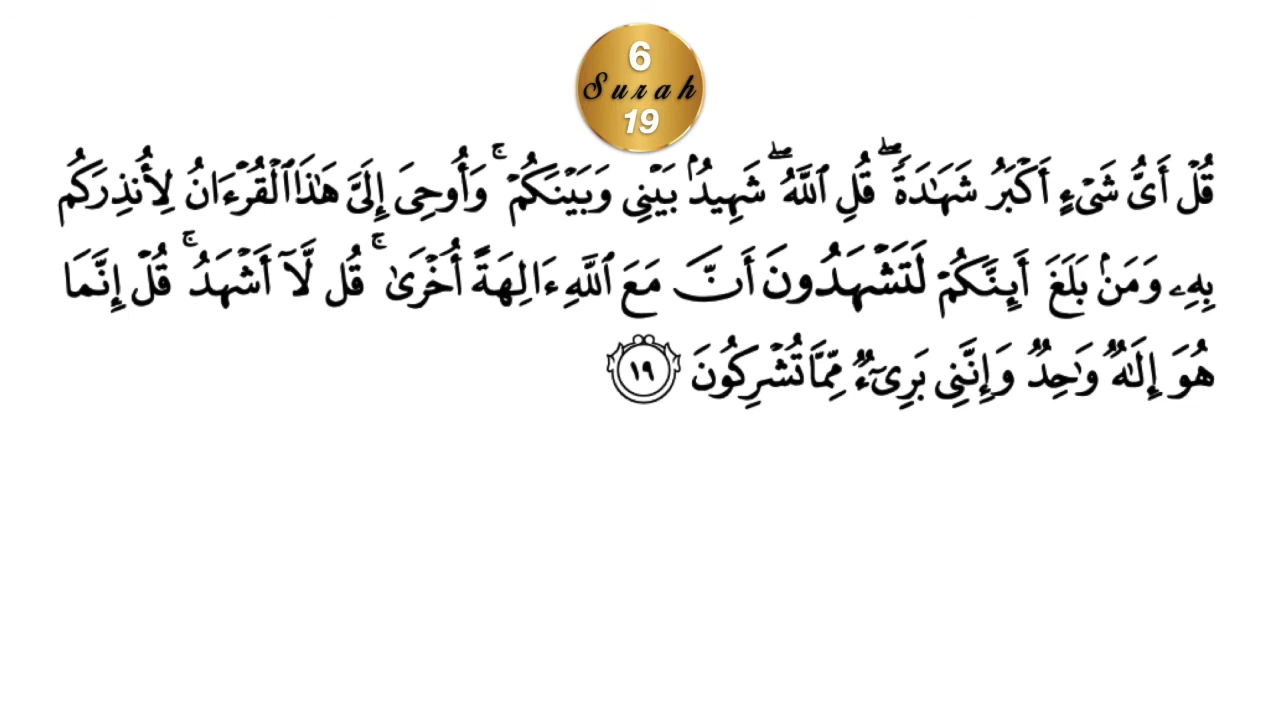 6
Surah
19
قُلْ أَىُّ شَىْءٍ أَكْبَرُ شَهَـٰدَةًۖ قُلِ ٱللَّهُۖ شَهِيدُۢ بَيْنِى وَبَيْنَكُمْۚ وَأُوحِىَ إِلَىَّ هَـٰذَا ٱلْقُرْءَانُ لِأُنذِرَكُم
بِهِۦ وَمَنۢ بَلَغَ أَئِنَّكُمْ لَتَشْهَدُونَ أَنَّ مَعَ ٱللَّهِ ءَالِهَةً أُخْرَىٰۚ قُل لَّآ أَشْهَدُۚ قُلْ إِنَّمَا
هُوَ إِلَـٰهٌ وَٰحِدٌ وَإِنَّنِى بَرِىٓءٌ مِّمَّا تُشْرِكُونَ ١٩